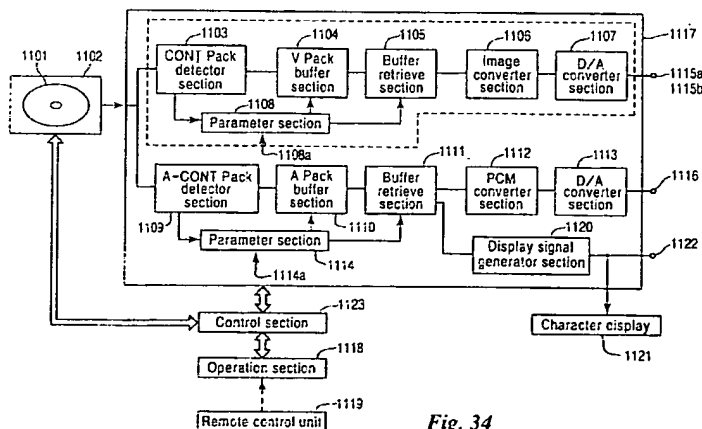 1101
1102
1103
1104
1105
1106
1107
1117
CONT Pack
detector
section
V Pack
buffer
section
Buffer
retrieve
section
Image
converter
section
D/A
converter
section
1115a
1115b
1108
Parameter section
1108a
1111
1112
1113
A-CONT Pack
detector
section
A Pack
buffer
section
Buffer
retrieve
section
PCM
converter
section
D/A
converter
section
1116
1109
1110
1120
Parameter section
1114
Display signal
generator section
1122
1114a
1123
Control section
Character display
1118
1121
Operation section
1119
Remote control unit
Fig. 34